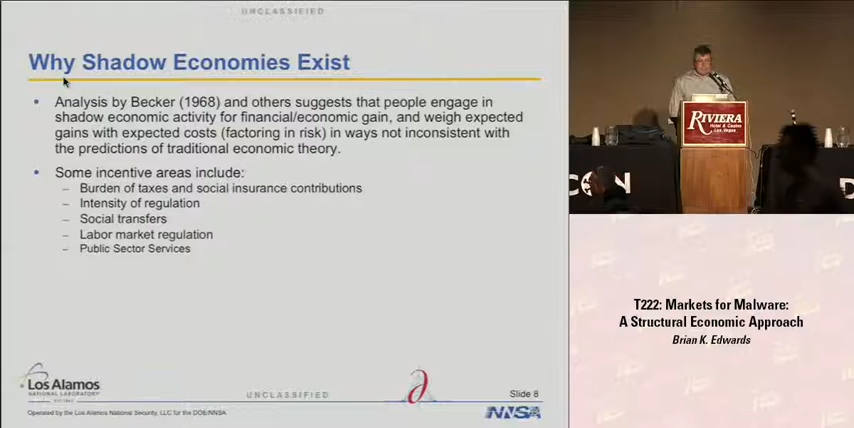 UNCLASSIFIED
Why Shadow Economies Exist
• Analysis by Becker (1968) and others suggests that people engage in
shadow economic activity for financial/economic gain, and weigh expected
gains with expected costs (factoring in risk) in ways not inconsistent with
the predictions of traditional economic theory.
• Some incentive areas include:
– Burden of taxes and social insurance contributions
– Intensity of regulation
– Social transfers
– Labor market regulation
– Public Sector Services
Los Alamos
NATIONAL LABORATORY
UNCLASSIFIED
Slide 8
Operated by the Los Alamos National Security, LLC for the DOE/NNSA
NNSA
RIVIERA
Hotel & Casino
Las Vegas
T222: Markets for Malware:
A Structural Economic Approach
Brian K. Edwards